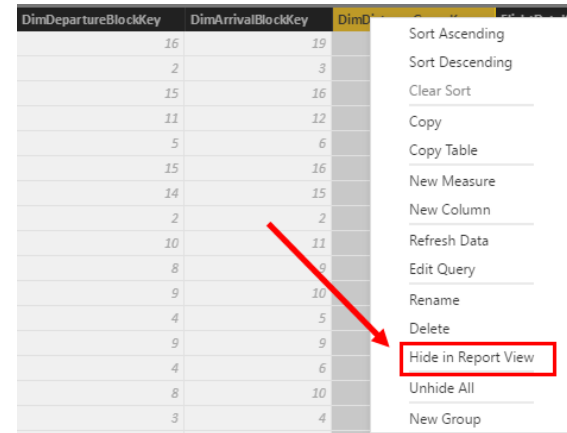 DimDepartureBlockKey DimArrivalBlockKey
Sort Ascending
16 19
Sort Descending
2 3
Clear Sort
15 16
11 12
Copy
5 6
Copy Table
15 16
New Measure
14 15
New Column
2 2
Refresh Data
10 11
8 9
Edit Query
9 10
Rename
4 5
Delete
9 9
Hide in Report View
4 6
Unhide All
8 10
3 4
New Group